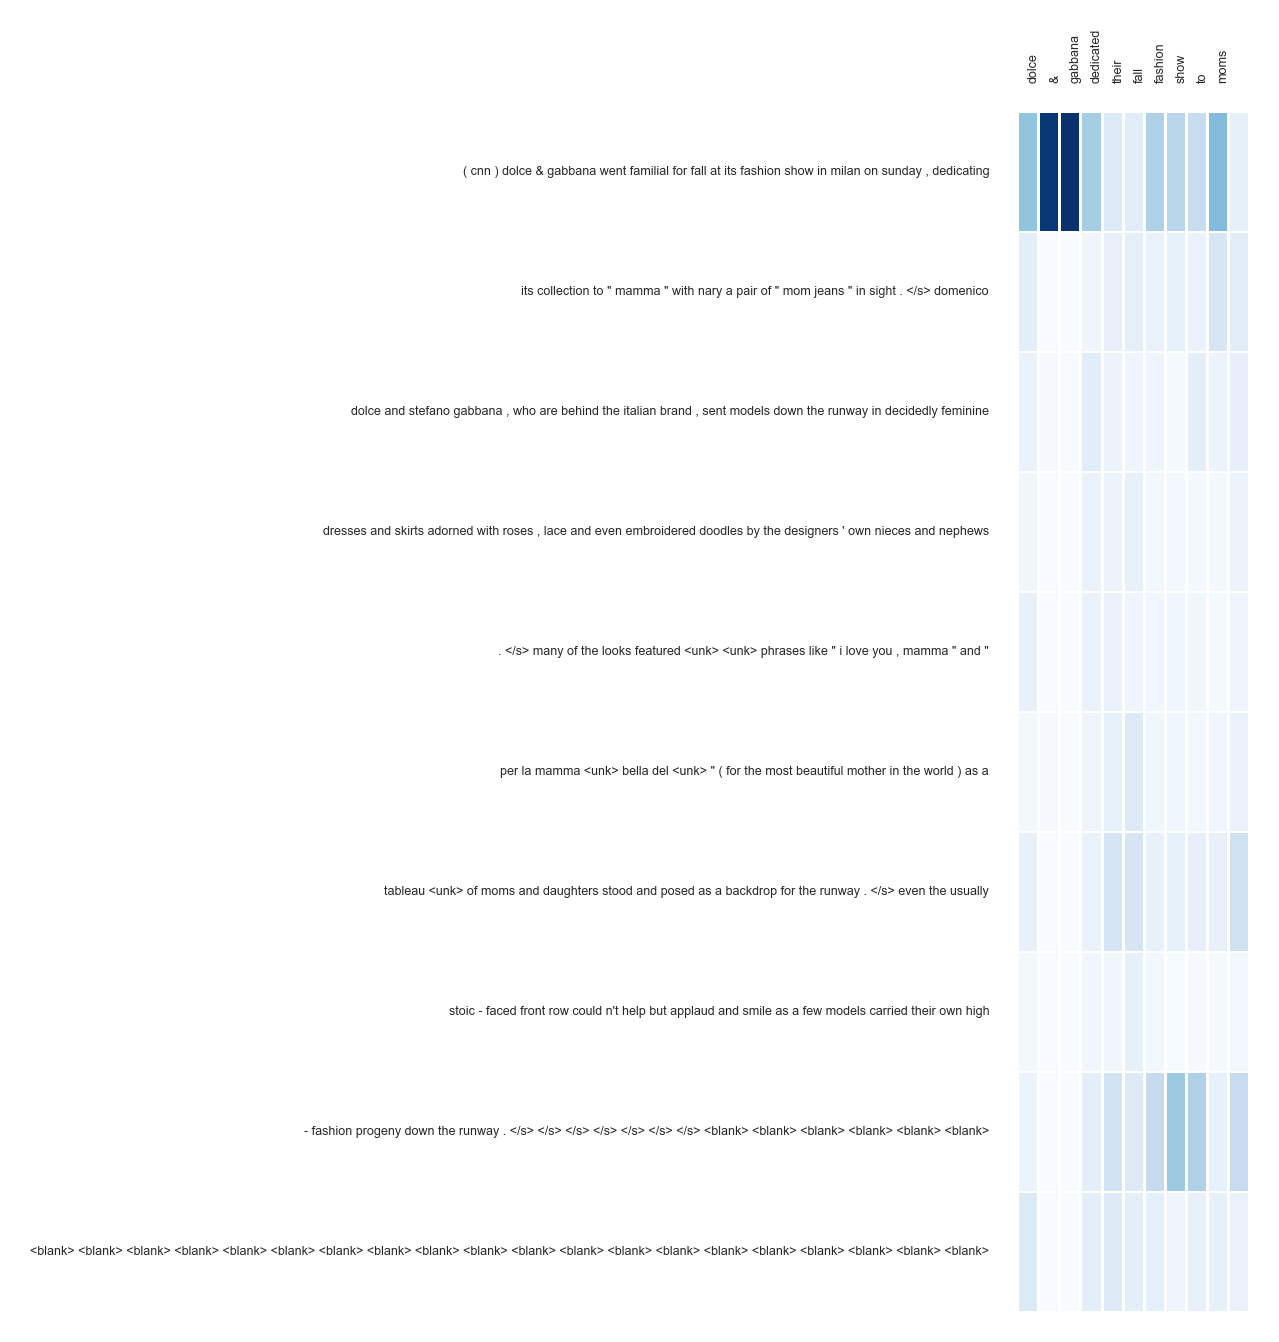 dolce
&
gabbana
dedicated
their
fall
fashion
show
to
moms
( cnn ) dolce & gabbana went familial for fall at its fashion show in milan on sunday , dedicating
its collection to " mamma " with nary a pair of " mom jeans " in sight . </s> domenico
dolce and stefano gabbana , who are behind the italian brand , sent models down the runway in decidedly feminine
dresses and skirts adorned with roses , lace and even embroidered doodles by the designers ' own nieces and nephews
. </s> many of the looks featured <unk> <unk> phrases like " i love you , mamma " and "
per la mamma <unk> bella del <unk> " ( for the most beautiful mother in the world ) as a
tableau <unk> of moms and daughters stood and posed as a backdrop for the runway . </s> even the usually
stoic - faced front row could n't help but applaud and smile as a few models carried their own high
- fashion progeny down the runway . </s> </s> </s> </s> </s> </s> </s> <blank> <blank> <blank> <blank> <blank> <blank>
<blank> <blank> <blank> <blank> <blank> <blank> <blank> <blank> <blank> <blank> <blank> <blank> <blank> <blank> <blank> <blank> <blank> <blank> <blank> <blank>